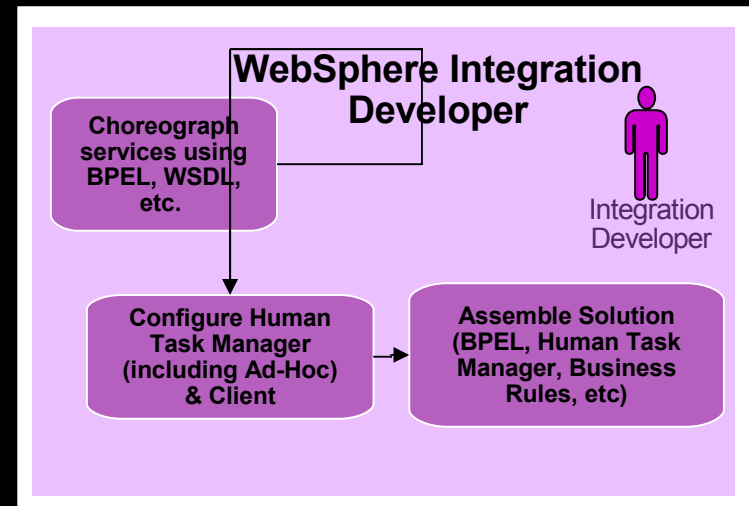 WebSphere Integration
Developer
Choreograph
services using
BPEL, WSDL,
etc.
Integration
Developer
Configure Human
Task Manager
(including Ad-Hoc)
& Client
Assemble Solution
(BPEL, Human Task
Manager, Business
Rules, etc)